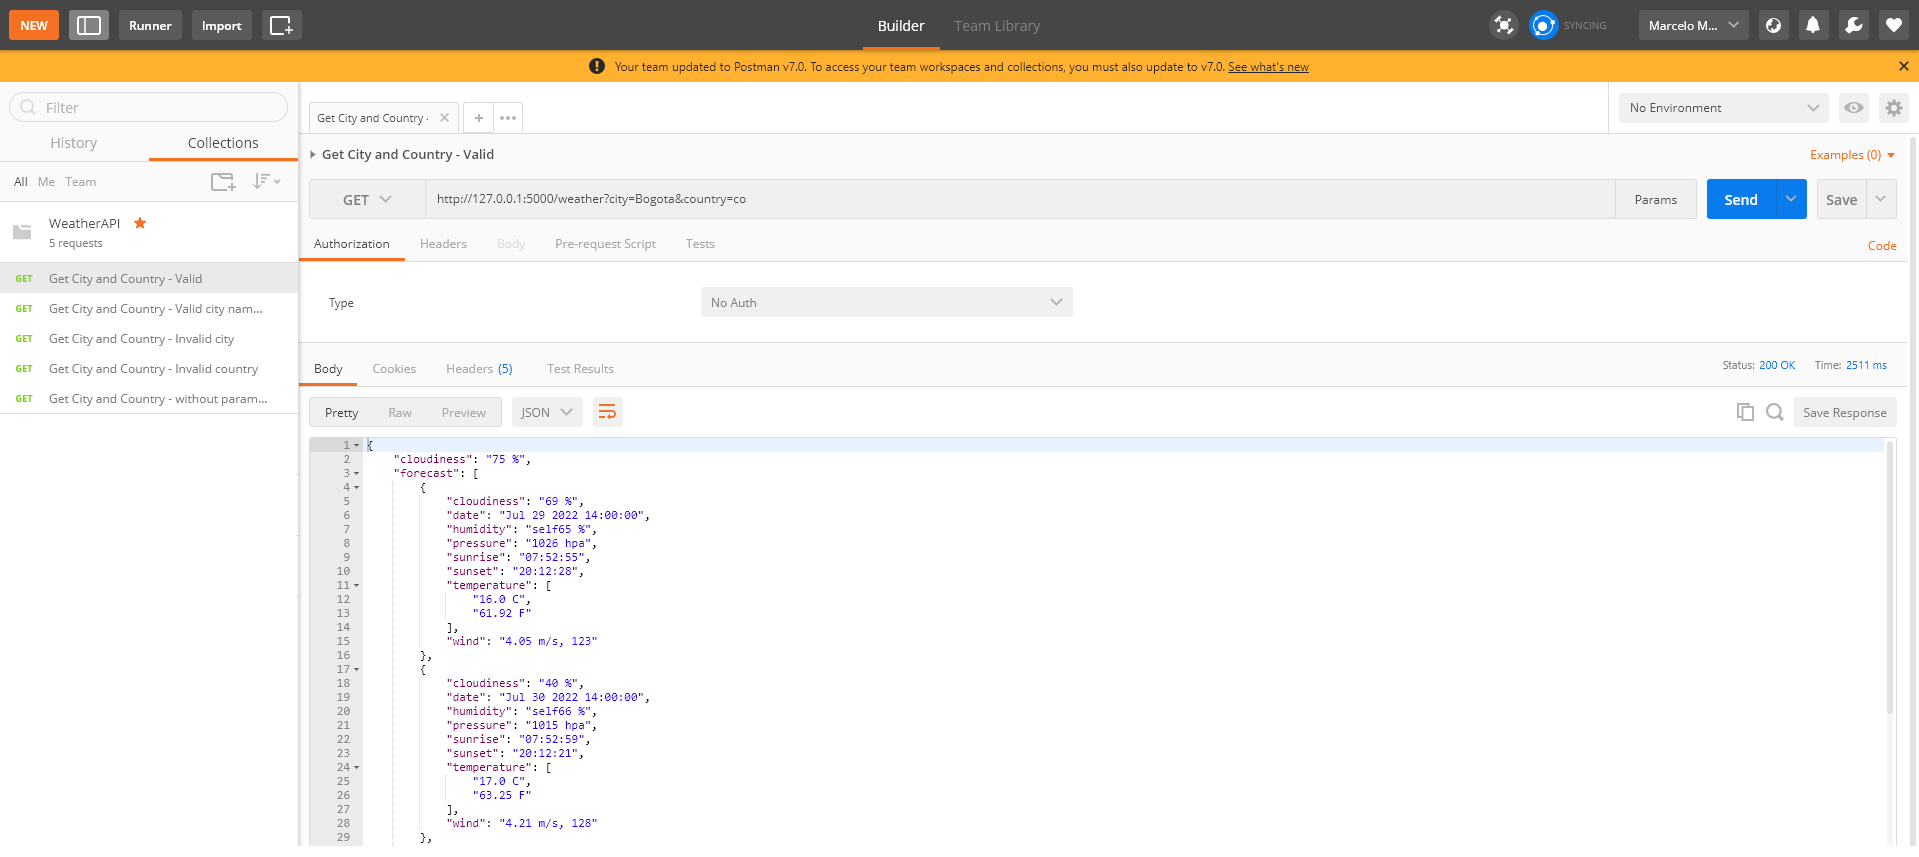 NEW
Runner
Import
Builder
Team Library
SYNCING
Marcelo M...
Your team updated to Postman v7.0. To access your team workspaces and collections, you must also update to v7.0. See what's new
Filter
History
Collections
All Me Team
WeatherAPI
5 requests
GET Get City and Country - Valid
GET Get City and Country - Valid city nam...
GET Get City and Country - Invalid city
GET Get City and Country - Invalid country
GET Get City and Country - without param...
Get City and Country -
No Environment
Get City and Country - Valid
Examples (0)
GET
http://127.0.0.1:5000/weather?city=Bogota&country=co
Params
Send
Save
Authorization Headers Body Pre-request Script Tests
Code
Type
No Auth
Body Cookies Headers (5) Test Results
Status: 200 OK Time: 2511 ms
Pretty Raw Preview JSON
Save Response
1 {
2 "cloudiness": "75 %",
3 "forecast": [
4 {
5 "cloudiness": "69 %",
6 "date": "Jul 29 2022 14:00:00",
7 "humidity": "self65 %",
8 "pressure": "1026 hpa",
9 "sunrise": "07:52:55",
10 "sunset": "20:12:28",
11 "temperature": [
12 "16.0 C",
13 "61.92 F"
14 ],
15 "wind": "4.05 m/s, 123"
16 },
17 {
18 "cloudiness": "40 %",
19 "date": "Jul 30 2022 14:00:00",
20 "humidity": "self66 %",
21 "pressure": "1015 hpa",
22 "sunrise": "07:52:59",
23 "sunset": "20:12:21",
24 "temperature": [
25 "17.0 C",
26 "63.25 F"
27 ],
28 "wind": "4.21 m/s, 128"
29 },